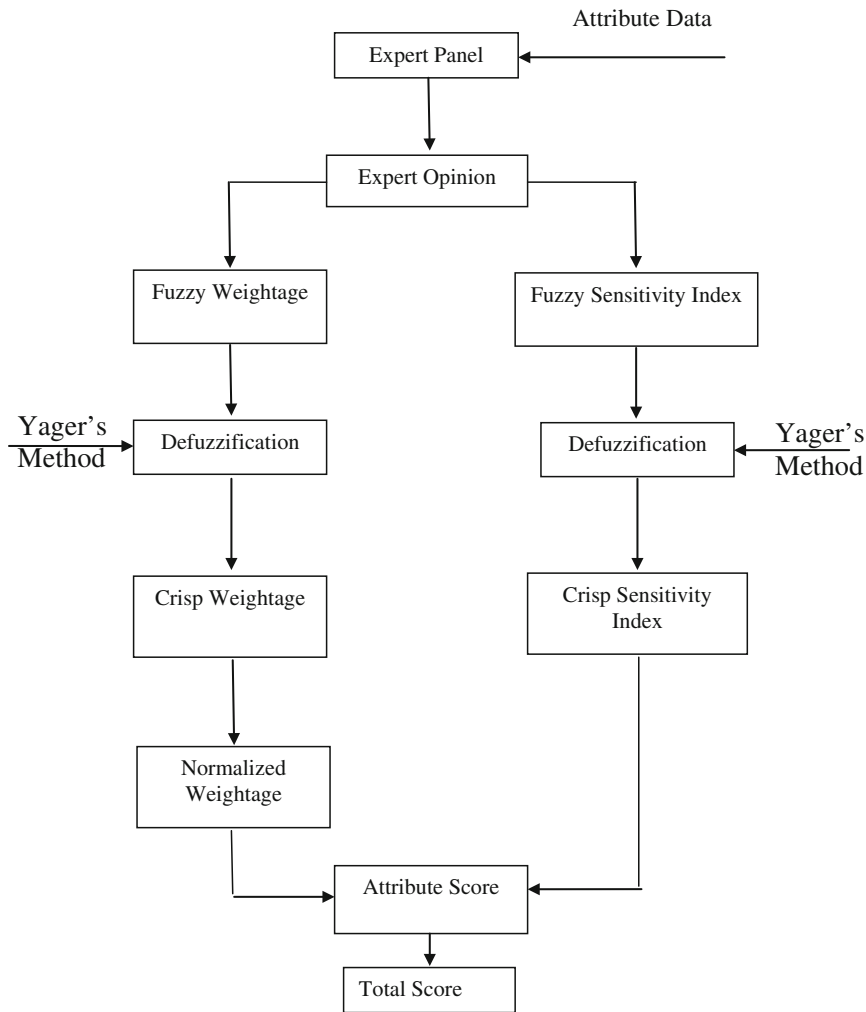 Attribute Data
Expert Panel
Expert Opinion
Fuzzy Weightage
Fuzzy Sensitivity Index
Yager's
Method
Defuzzification
Defuzzification
Yager's
Method
Crisp Weightage
Crisp Sensitivity
Index
Normalized
Weightage
Attribute Score
Total Score